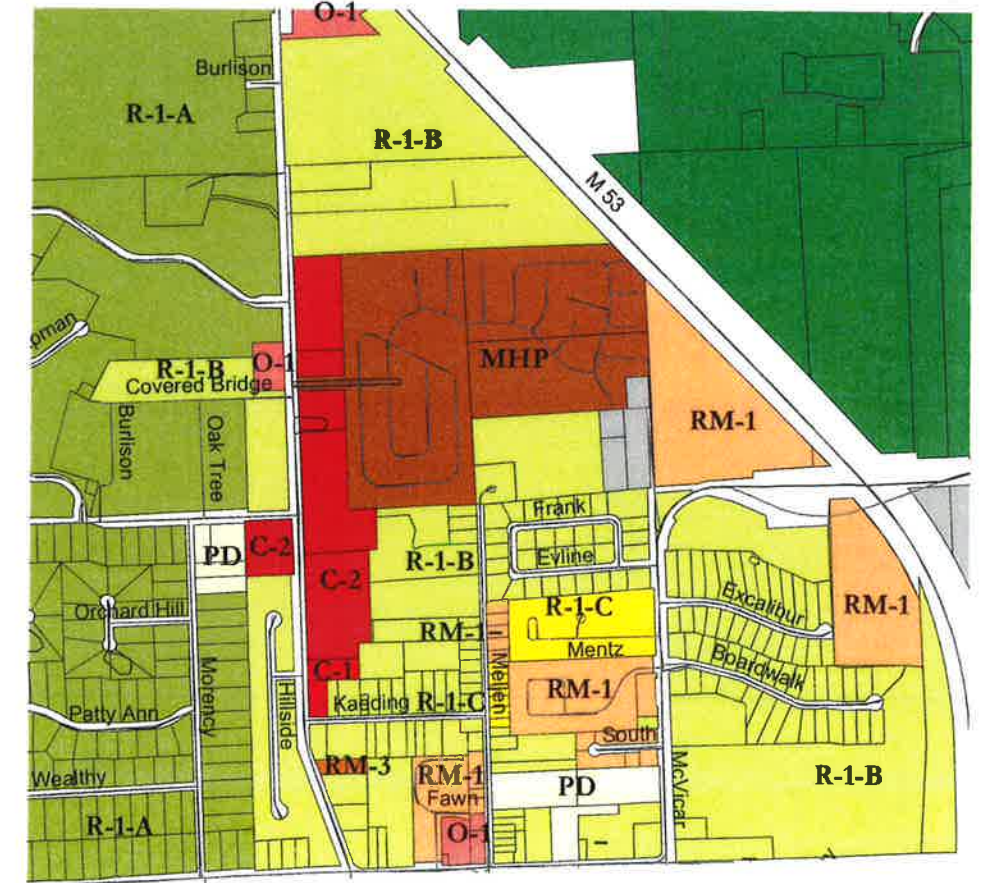 O-1
Burlison
R-1-A
R-1-B
M 53
pman
R-1-B
O-1
Covered Bridge
MHP
Burlison
Oak Tree
RM-1
Frank
Evline
PD
C-2
R-1-B
C-2
Excalibur
RM-1
Orchard Hill
R-1-C
RM-1
Mentz
Boardwalk
Morency
Hillside
C-1
Mellen
RM-1
Kaeding
R-1-C
Patty Ann
South
McVicar
RM-3
RM-1
Fawn
Wealthy
PD
R-1-B
R-1-A
O-1